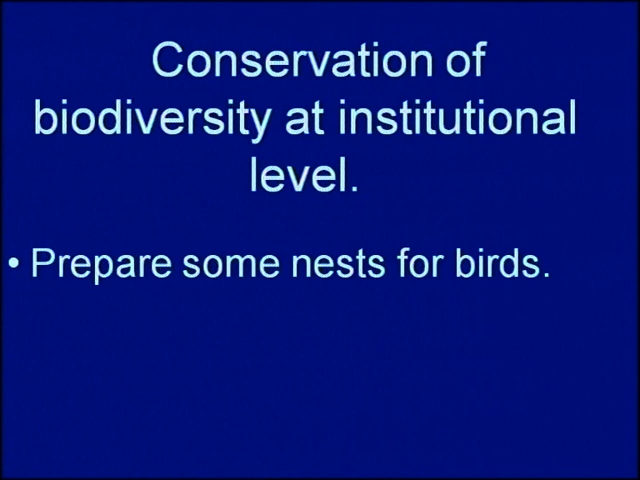 Conservation of
biodiversity at institutional
level.
• Prepare some nests for birds.